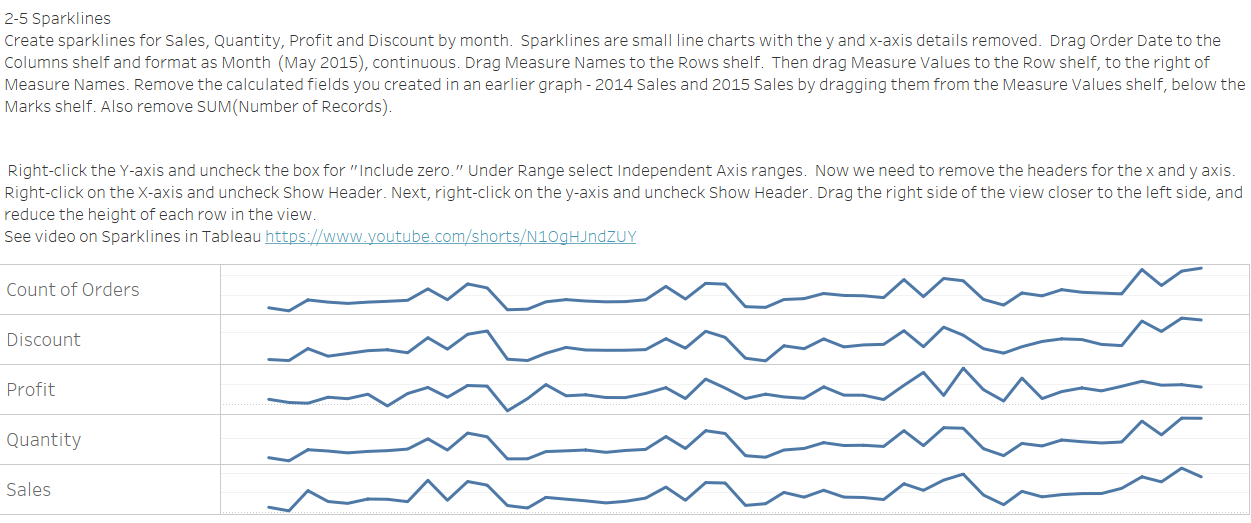 2-5 Sparklines
Create sparklines for Sales, Quantity, Profit and Discount by month.  Sparklines are small line charts with the y and x-axis details removed.  Drag Order Date to the
Columns shelf and format as Month  (May 2015), continuous. Drag Measure Names to the Rows shelf.  Then drag Measure Values to the Row shelf, to the right of
Measure Names. Remove the calculated fields you created in an earlier graph - 2014 Sales and 2015 Sales by dragging them from the Measure Values shelf, below the
Marks shelf. Also remove SUM(Number of Records).
Right-click the Y-axis and uncheck the box for "Include zero." Under Range select Independent Axis ranges.  Now we need to remove the headers for the x and y axis.
Right-click on the X-axis and uncheck Show Header. Next, right-click on the y-axis and uncheck Show Header. Drag the right side of the view closer to the left side, and
reduce the height of each row in the view.
See video on Sparklines in Tableau https://www.youtube.com/shorts/N1OgHJndZUY
Count of Orders
Discount
Profit
Quantity
Sales